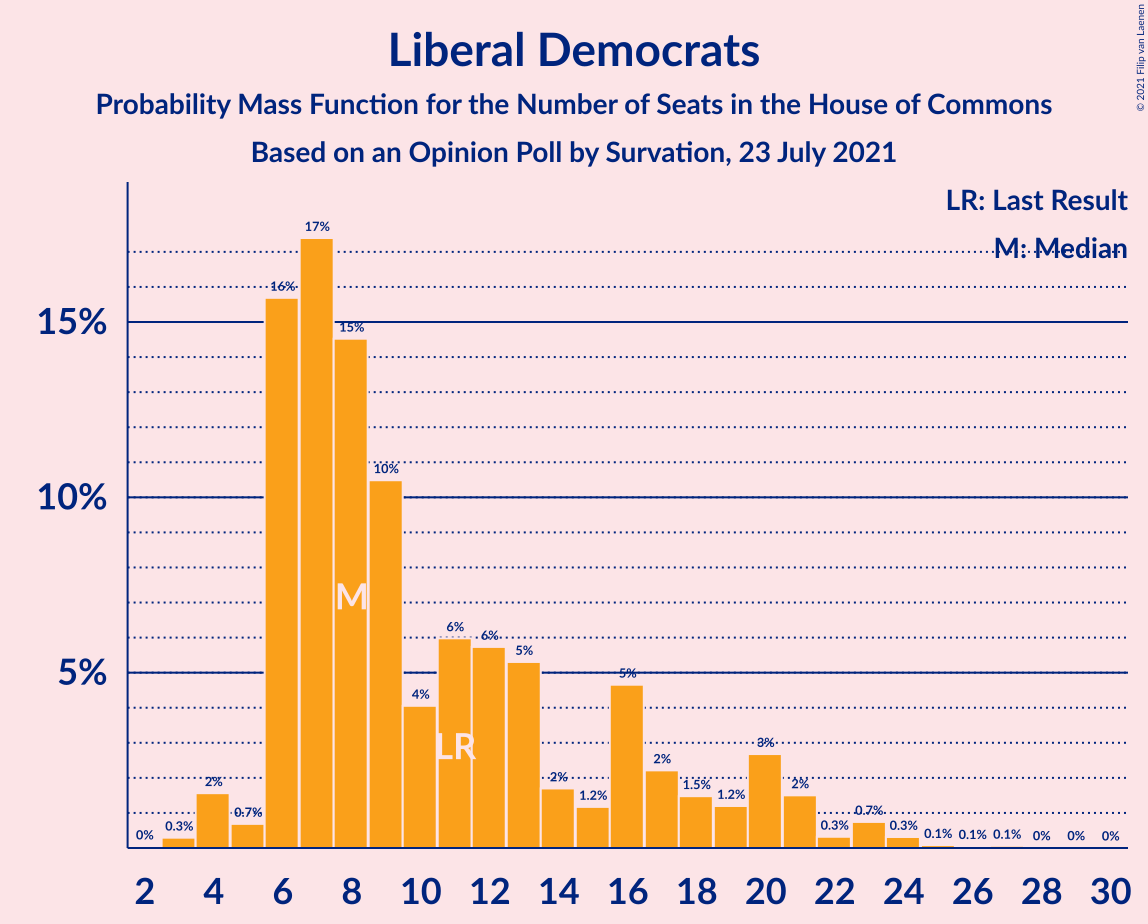 Liberal Democrats
Probability Mass Function for the Number of Seats in the House of Commons
Based on an Opinion Poll by Survation, 23 July 2021
© 2021 Filip van Laenen
LR: Last Result
M: Median
15%
10%
5%
0% 0.3% 2% 0.7% 16% 17% 15% 10% 4% 6% 6% 5% 2% 1.2% 5% 2% 1.5% 1.2% 3% 2% 0.3% 0.7% 0.3% 0.1% 0.1% 0.1% 0% 0% 0%
M
LR
2 4 6 8 10 12 14 16 18 20 22 24 26 28 30